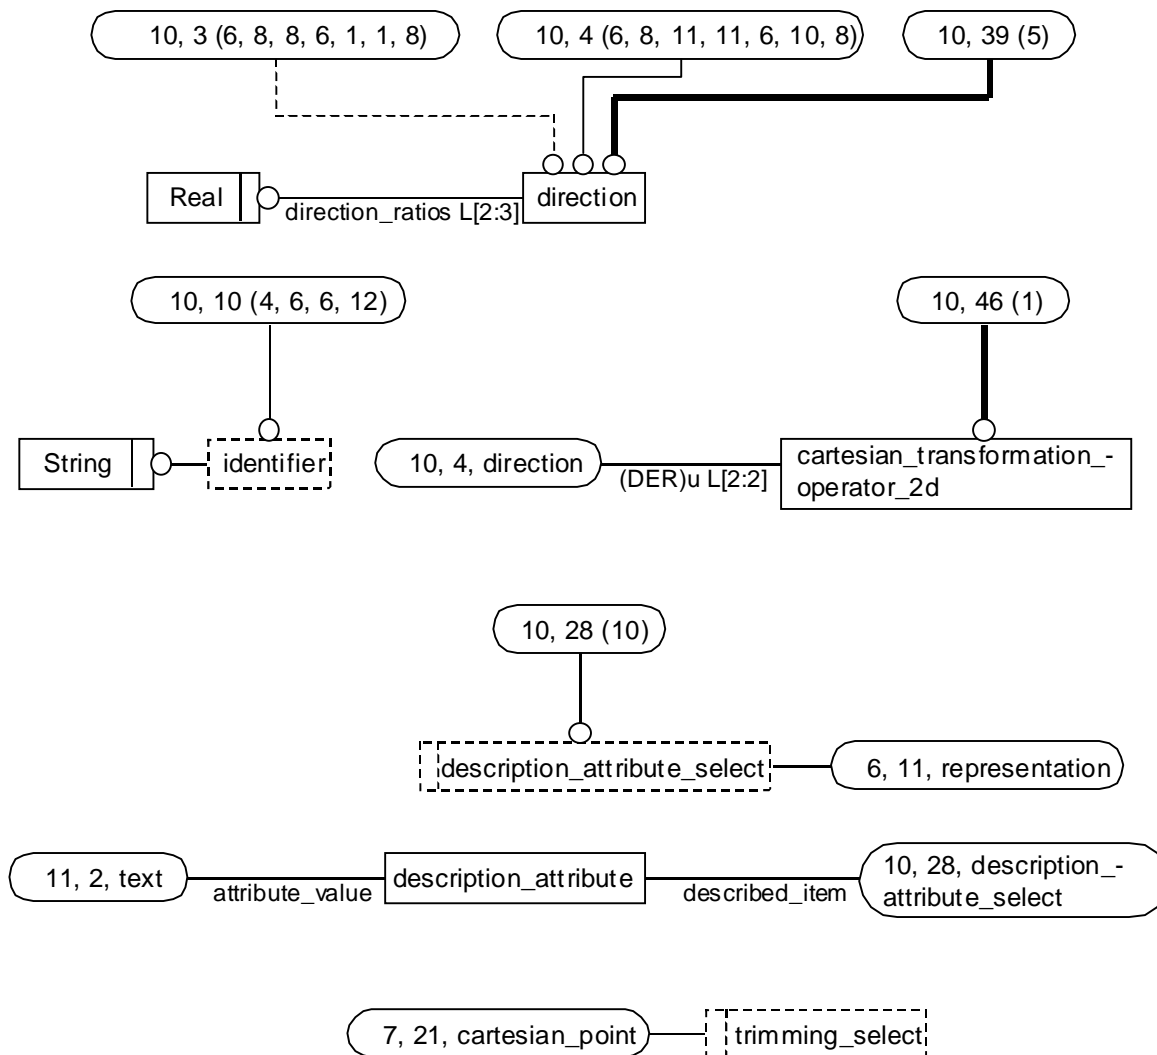 10, 3 (6, 8, 8, 6, 1, 1, 8)
10, 4 (6, 8, 11, 11, 6, 10, 8)
10, 39 (5)
Real
direction_ratios L[2:3]
direction
10, 10 (4, 6, 6, 12)
10, 46 (1)
String
identifier
10, 4, direction
(DER)u L[2:2]
cartesian_transformation_-
operator_2d
10, 28 (10)
description_attribute_select
6, 11, representation
11, 2, text
attribute_value
description_attribute
described_item
10, 28, description_-
attribute_select
7, 21, cartesian_point
trimming_select